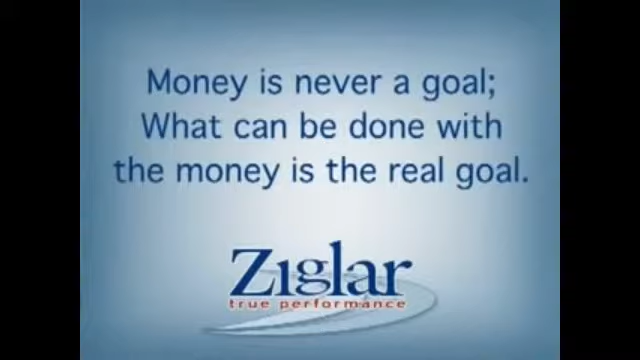 Money is never a goal;
What can be done with
the money is the real goal.
Ziglar
true performance